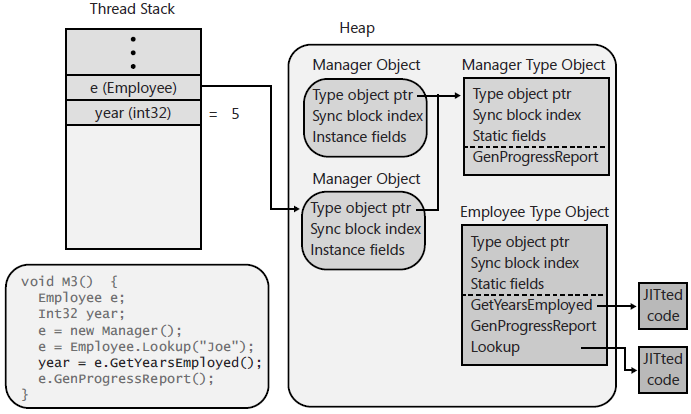 Thread Stack
e (Employee)
year (int32)
= 5
Heap
Manager Object
Type object ptr
Sync block index
Instance fields
Manager Type Object
Type object ptr
Sync block index
Static fields
GenProgressReport
Manager Object
Type object ptr
Sync block index
Instance fields
Employee Type Object
Type object ptr
Sync block index
Static fields
GetYearsEmployed
GenProgressReport
Lookup
JITted
code
JITted
code
void M3() {
Employee e;
Int32 year;
e = new Manager();
e = Employee.Lookup("Joe");
year = e.GetYearsEmployed();
e.GenProgressReport();
}